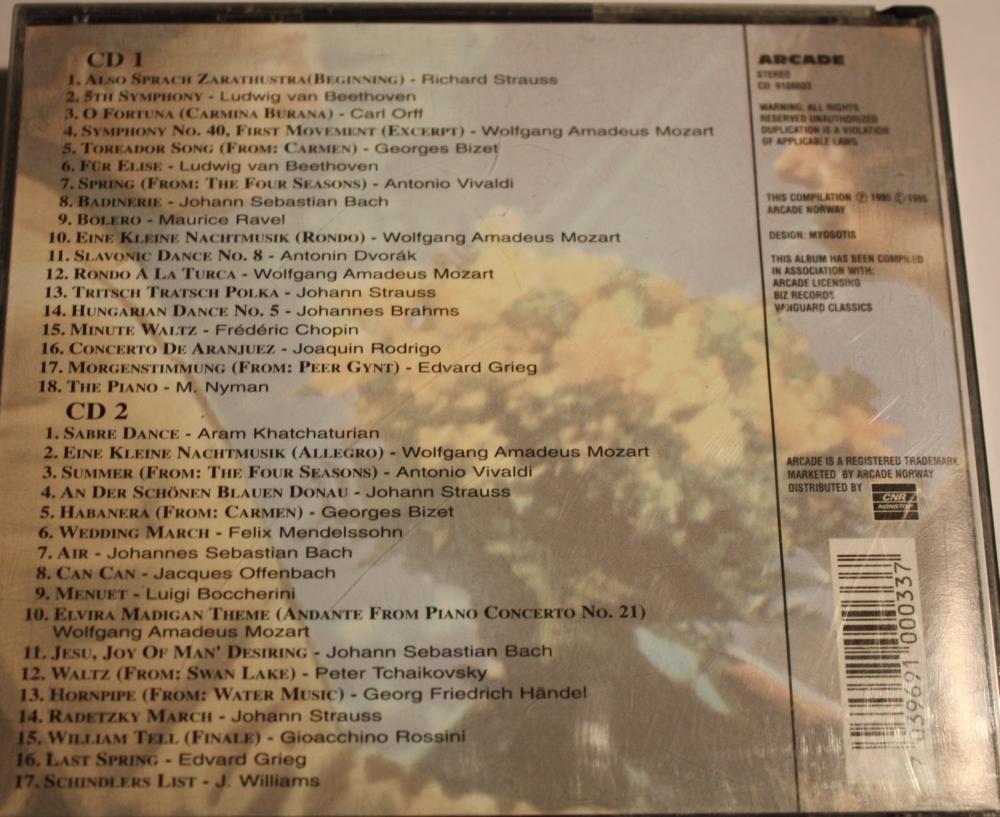 CD 1
1. ALSO SPRACH ZARATHUSTRA(BEGINNING) - Richard Strauss
2. 5TH SYMPHONY - Ludwig van Beethoven
3. O FORTUNA (CARMINA BURANA) - Carl Orff
4. SYMPHONY NO. 40, FIRST MOVEMENT (EXCERPT) - Wolfgang Amadeus Mozart
5. TOREADOR SONG (FROM: CARMEN) - Georges Bizet
6. FÜR ELISE - Ludwig van Beethoven
7. SPRING (FROM: THE FOUR SEASONS) - Antonio Vivaldi
8. BADINERIE - Johann Sebastian Bach
9. BOLERO - Maurice Ravel
10. EINE KLEINE NACHTMUSIK (RONDO) - Wolfgang Amadeus Mozart
11. SLAVONIC DANCE NO. 8 - Antonin Dvorák
12. RONDO A LA TURCA - Wolfgang Amadeus Mozart
13. TRITSCH TRATSCH POLKA - Johann Strauss
14. HUNGARIAN DANCE NO. 5 - Johannes Brahms
15. MINUTE WALTZ - Frédéric Chopin
16. CONCERTO DE ARANJUEZ - Joaquin Rodrigo
17. MORGENSTIMMUNG (FROM: PEER GYNT) - Edvard Grieg
18. THE PIANO - M. Nyman
CD 2
1. SABRE DANCE - Aram Khatchaturian
2. EINE KLEINE NACHTMUSIK (ALLEGRO) - Wolfgang Amadeus Mozart
3. SUMMER (FROM: THE FOUR SEASONS) - Antonio Vivaldi
4. AN DER SCHÖNEN BLAUEN DONAU - Johann Strauss
5. HABANERA (FROM: CARMEN) - Georges Bizet
6. WEDDING MARCH - Felix Mendelssohn
7. AIR - Johannes Sebastian Bach
8. CAN CAN - Jacques Offenbach
9. MENUET - Luigi Boccherini
10. ELVIRA MADIGAN THEME (ANDANTE FROM PIANO CONCERTO NO. 21)
Wolfgang Amadeus Mozart
11. JESU, JOY OF MAN' DESIRING - Johann Sebastian Bach
12. WALTZ (FROM: SWAN LAKE) - Peter Tchaikovsky
13. HORNPIPE (FROM: WATER MUSIC) - Georg Friedrich Händel
14. RADETZKY MARCH - Johann Strauss
15. WILLIAM TELL (FINALE) - Gioacchino Rossini
16. LAST SPRING - Edvard Grieg
17. SCHINDLERS LIST - J. Williams
ARCADE
STEREO
CD
WARNING: ALL RIGHTS
RESERVED UNAUTHORIZED
DUPLICATION IS A VIOLATION
OF APPLICABLE LAWS
THIS COMPILATION Ⓟ 1995 © 1995
ARCADE NORWAY
DESIGN: MYOSOTIS
THIS ALBUM HAS BEEN COMPILED
IN ASSOCIATION WITH:
ARCADE LICENSING
BIZ RECORDS
VANGUARD CLASSICS
ARCADE IS A REGISTERED TRADEMARK
MARKETED BY ARCADE NORWAY
DISTRIBUTED BY
CNR
NONSTOP
7 039691 000337